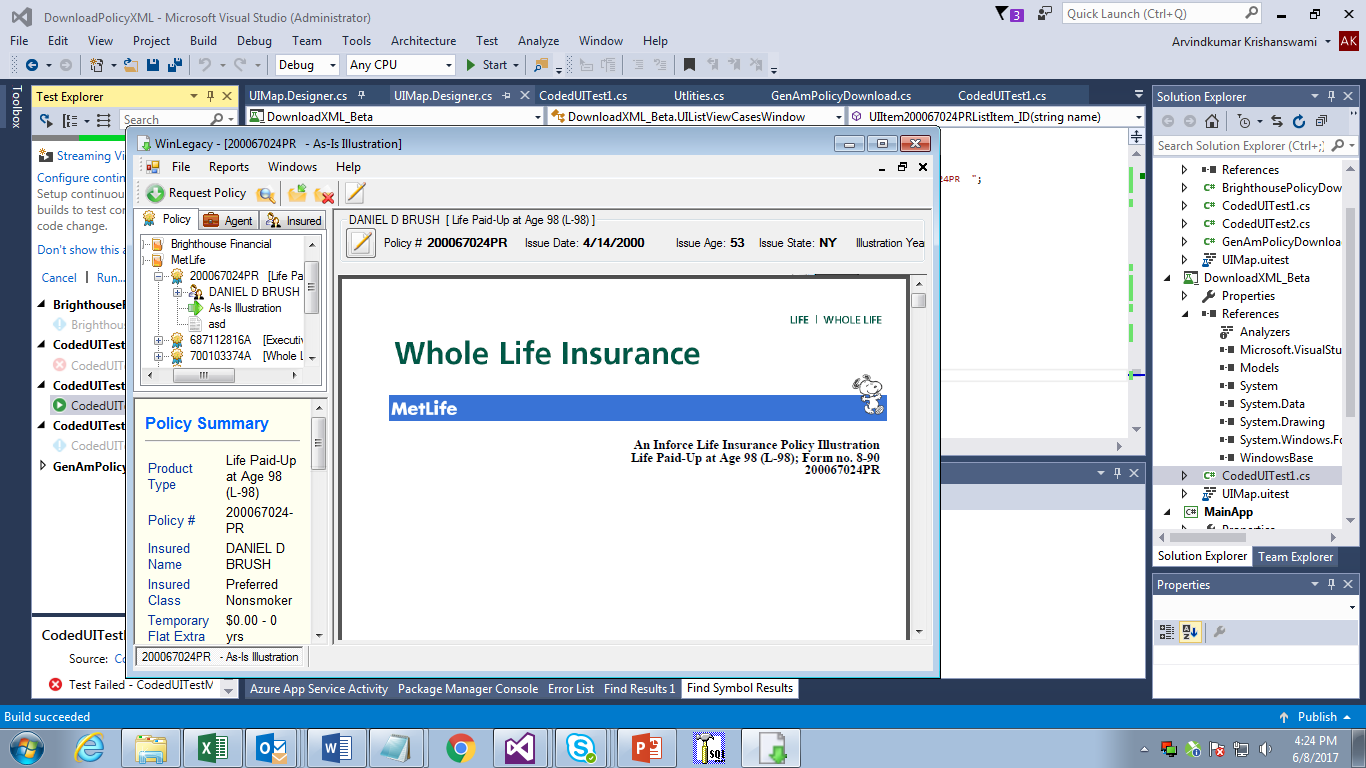 DownloadPolicyXML - Microsoft Visual Studio (Administrator)
3
Quick Launch (Ctrl+Q)
File Edit View Project Build Debug Team Tools Architecture Test Analyze Window Help
Arvindkumar Krishanswami AK
Debug Any CPU Start
Toolbox
Test Explorer
Search
Streaming Vi
Configure contin
Setup continuou
builds to test cor
code change.
Don't show this a
Cancel | Run...
BrighthouseP
Brighthous
CodedUITest
CodedUITe
CodedUITest
CodedUITe
CodedUITest
CodedUITe
GenAmPolicy
CodedUITestM
Source: Co
Test Failed - CodedUITestM
UIMap.Designer.cs UIMap.Designer.cs CodedUITest1.cs Utlities.cs GenAmPolicyDownload.cs CodedUITest1.cs
DownloadXML_Beta DownloadXML_Beta.UIListViewCasesWindow UIItem200067024PRListItem_ID(string name)
24PR ";
WinLegacy - [200067024PR - As-Is Illustration]
File Reports Windows Help
Request Policy
Policy Agent Insured
Brighthouse Financial
MetLife
200067024PR [Life Pa
DANIEL D BRUSH
As-Is Illustration
asd
687112816A [Executiv
700103374A [Whole L
Policy Summary
Product Type Life Paid-Up at Age 98 (L-98)
Policy # 200067024-PR
Insured Name DANIEL D BRUSH
Insured Class Preferred Nonsmoker
Temporary Flat Extra $0.00 - 0 yrs
200067024PR - As-Is Illustration
DANIEL D BRUSH [ Life Paid-Up at Age 98 (L-98) ]
Policy # 200067024PR Issue Date: 4/14/2000 Issue Age: 53 Issue State: NY Illustration Yea
LIFE | WHOLE LIFE
Whole Life Insurance
MetLife
An Inforce Life Insurance Policy Illustration
Life Paid-Up at Age 98 (L-98); Form no. 8-90
200067024PR
Azure App Service Activity Package Manager Console Error List Find Results 1 Find Symbol Results
Solution Explorer
Search Solution Explorer (Ctrl+;)
References
BrighthousePolicyDow
CodedUITest1.cs
CodedUITest2.cs
GenAmPolicyDownloa
UIMap.uitest
DownloadXML_Beta
Properties
References
Analyzers
Microsoft.VisualStu
Models
System
System.Data
System.Drawing
System.Windows.Fo
WindowsBase
CodedUITest1.cs
UIMap.uitest
MainApp
Properties
Solution Explorer Team Explorer
Properties
Build succeeded
Publish
4:24 PM
6/8/2017